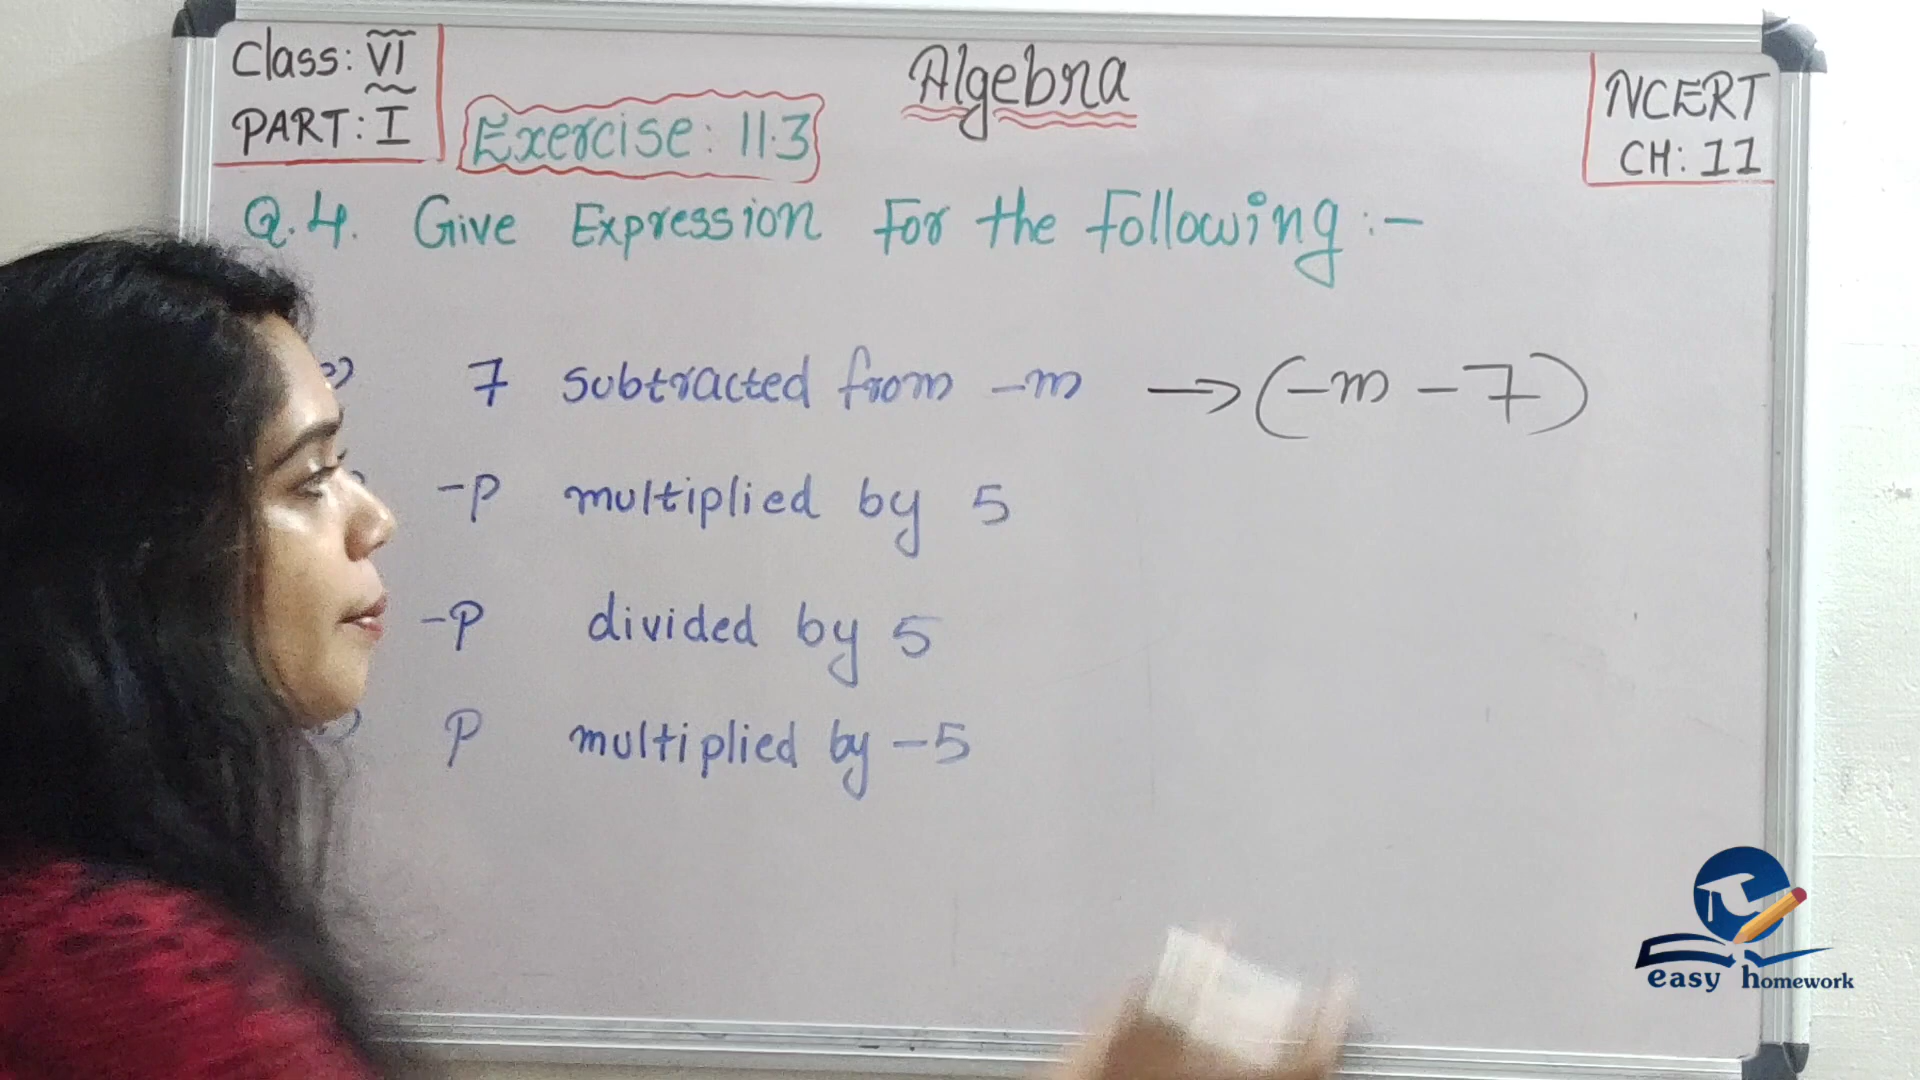 Class: VI
PART: I
Exercise: 11.3
Algebra
NCERT
CH: 11
Q.4. Give Expression For the following :-
7 subtracted from -m → (-m - 7)
-p multiplied by 5
-P divided by 5
P multiplied by -5
easy homework